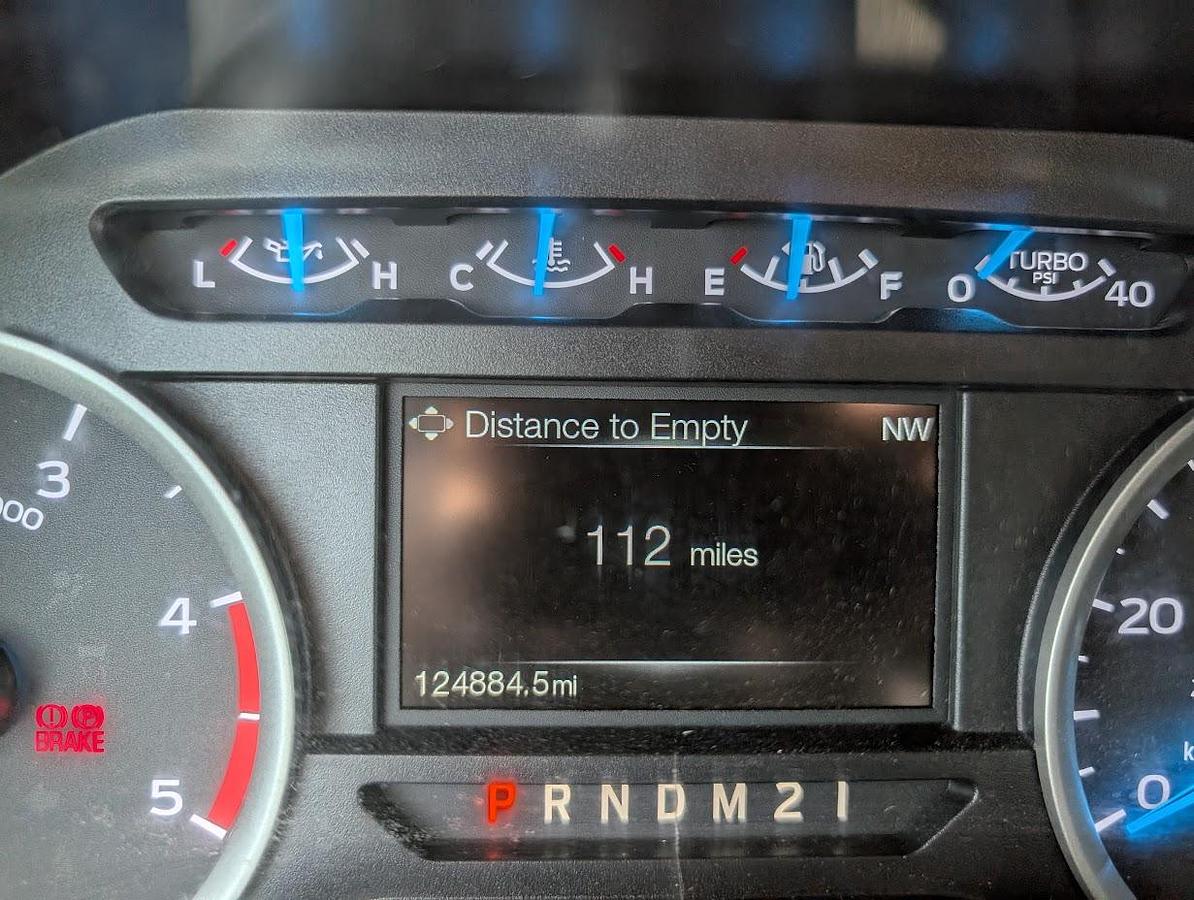 L H C H E F 0 TURBO PSI 40
Distance to Empty NW
3
112 miles
4
20
124884.5mi
BRAKE
5
0
P R N D M 2 1